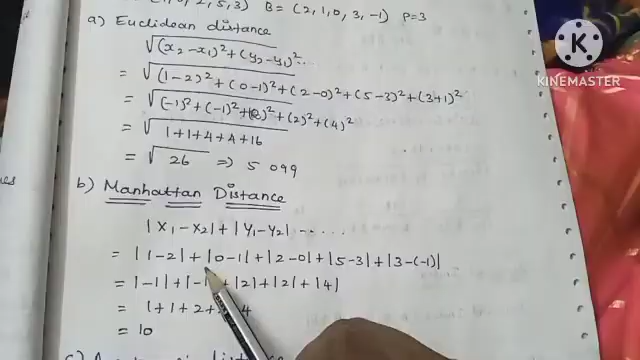 , 0, 2, 5, 3) B = (2, 1, 0, 3, -1) P=3
a) Euclidean distance
√(x₂-x₁)²+(y₂-y₁)²...
= √(1-2)²+(0-1)²+(2-0)²+(5-3)²+(3+1)²
= √(-1)²+(-1)²+(2)²+(2)²+(4)²
= √1+1+4+4+16
= √26 ⇒ 5 099
b) Manhattan Distance
|x₁-x₂|+|y₁-y₂|......
= |1-2|+|0-1|+|2-0|+|5-3|+|3-(-1)|
= |-1|+|-1|+|2|+|2|+|4|
= 1+1+2+ 4
= 10
KINEMASTER